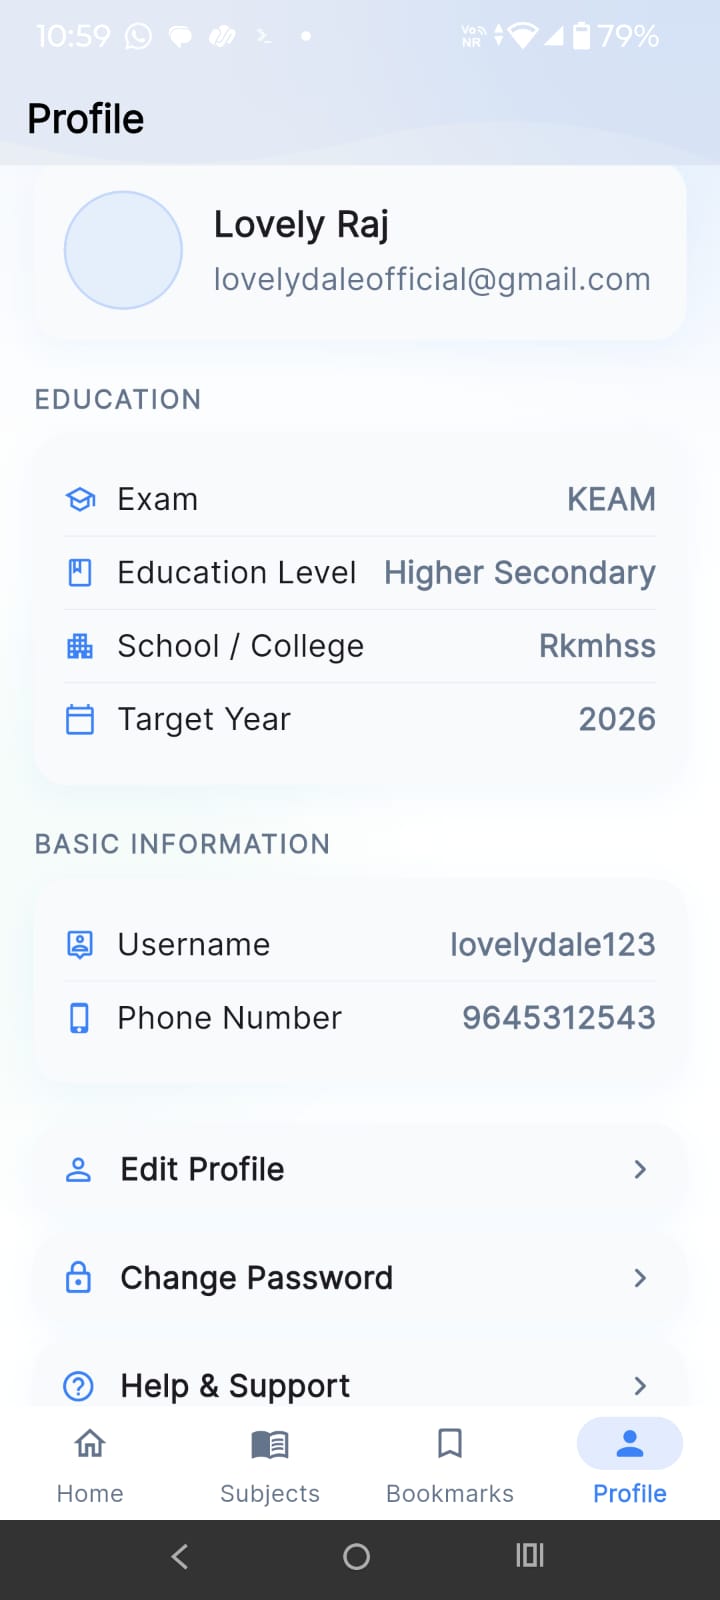 10:59
Vo NR 79%
Profile
Lovely Raj
lovelydaleofficial@gmail.com
EDUCATION
Exam KEAM
Education Level Higher Secondary
School / College Rkmhss
Target Year 2026
BASIC INFORMATION
Username lovelydale123
Phone Number 9645312543
Edit Profile
Change Password
Help & Support
Home Subjects Bookmarks Profile